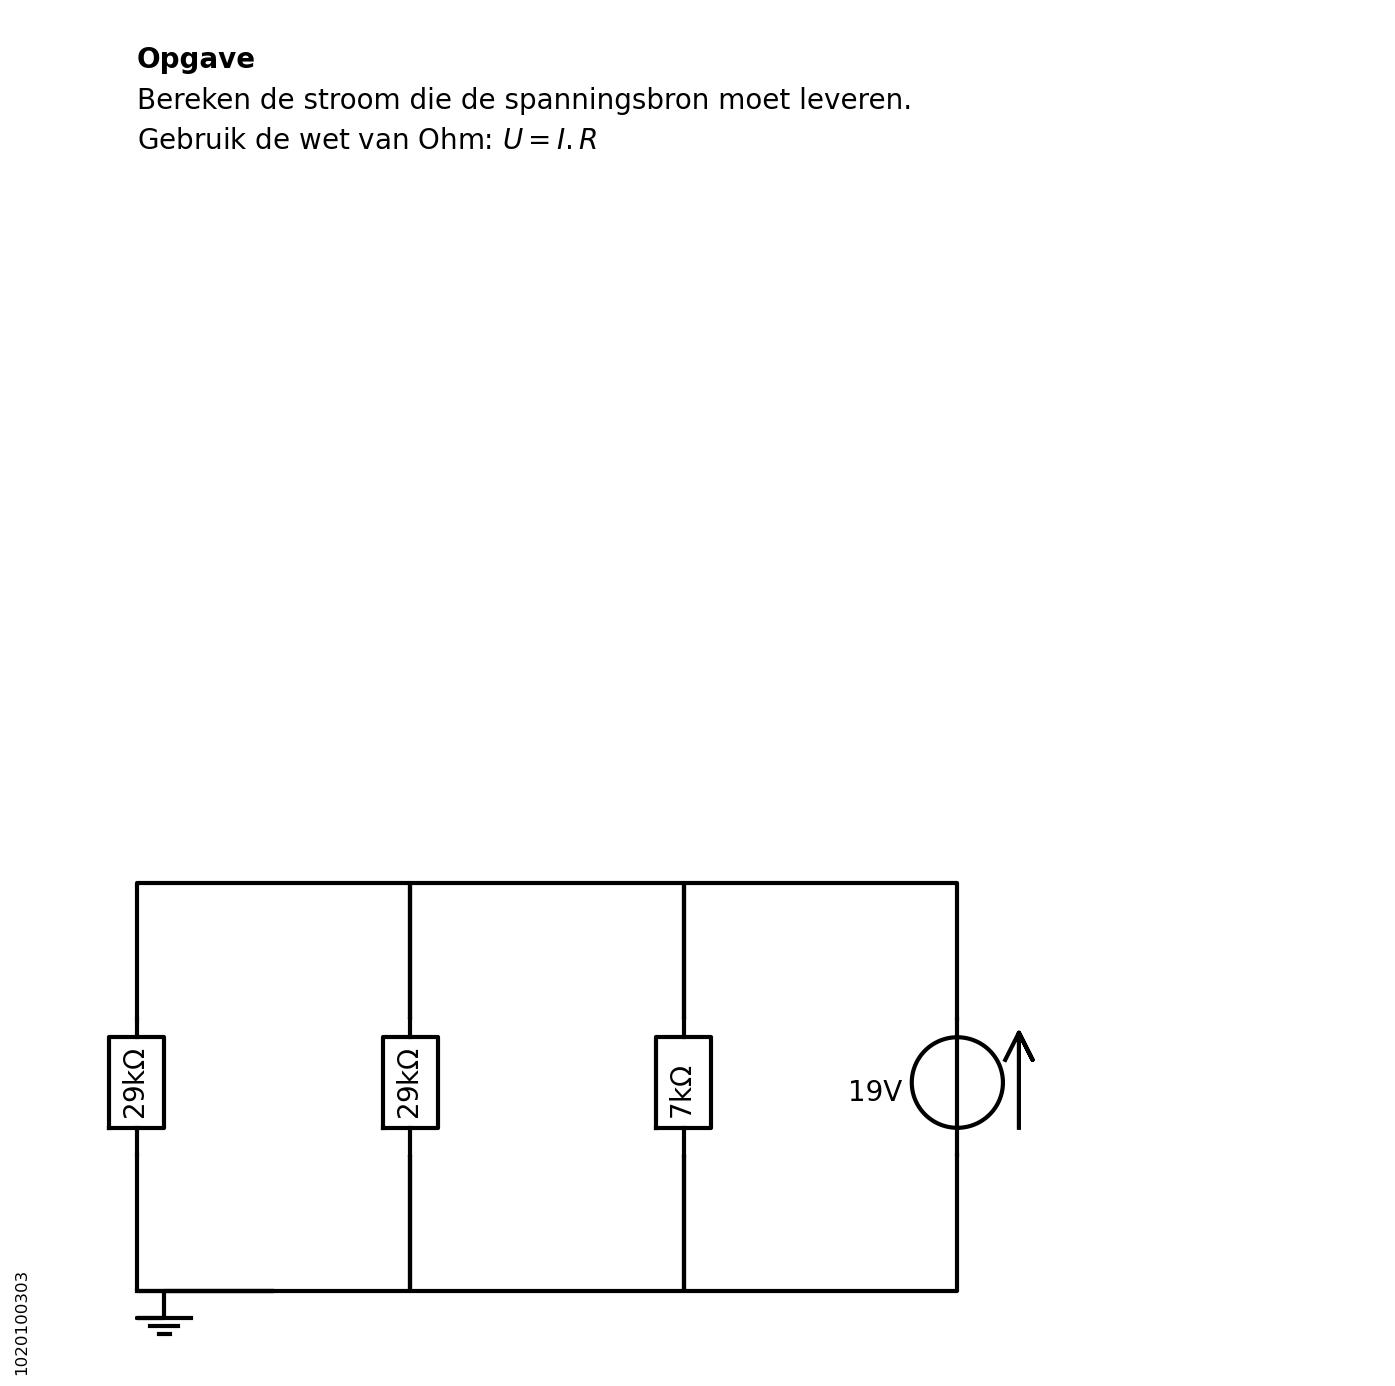 Opgave
Bereken de stroom die de spanningsbron moet leveren.
Gebruik de wet van Ohm: U = I. R
29kΩ
29kΩ
7kΩ
19V
1020100303